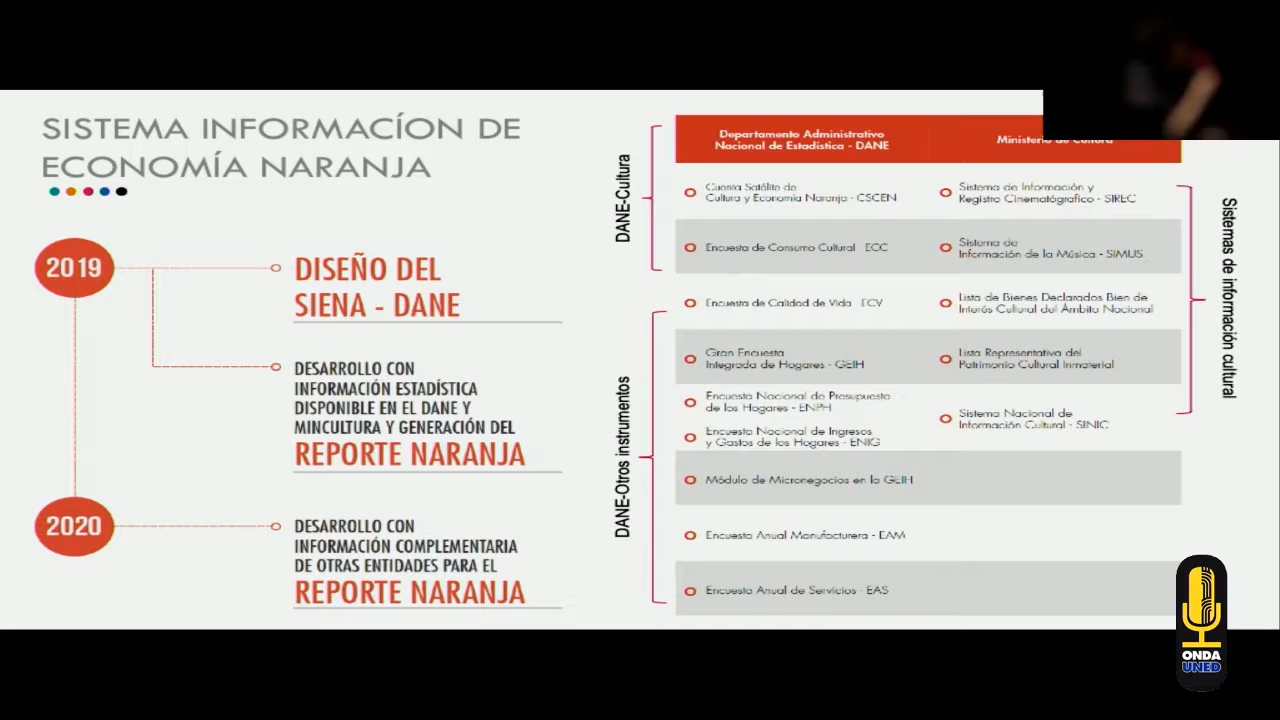 SISTEMA INFORMACÍON DE
ECONOMÍA NARANJA
2019
DISEÑO DEL
SIENA - DANE
DESARROLLO CON
INFORMACIÓN ESTADÍSTICA
DISPONIBLE EN EL DANE Y
MINCULTURA Y GENERACIÓN DEL
REPORTE NARANJA
2020
DESARROLLO CON
INFORMACIÓN COMPLEMENTARIA
DE OTRAS ENTIDADES PARA EL
REPORTE NARANJA
DANE-Cultura
DANE-Otros instrumentos
Departamento Administrativo
Nacional de Estadística - DANE
Cuenta Satélite de
Cultura y Economía Naranja - CSCEN
Encuesta de Consumo Cultural ECC
Encuesta de Calidad de Vida ECV
Gran Encuesta
Integrada de Hogares - GEIH
Encuesta Nacional de Presupuesto
de los Hogares - ENPH
Encuesta Nacional de Ingresos
y Gastos de los Hogares - ENIG
Módulo de Micronegocios en la GEIH
Encuesta Anual Manufacturera - EAM
Encuesta Anual de Servicios - EAS
Ministerio de Cultura
Sistema de Información y
Registro Cinematógrafico - SIREC
Sistema de
Información de la Música - SIMUS
Lista de Bienes Declarados Bien de
Interés Cultural del Ámbito Nacional
Lista Representativa del
Patrimonio Cultural Inmaterial
Sistema Nacional de
Información Cultural - SINIC
Sistemas de información cultural
ONDA
UNED